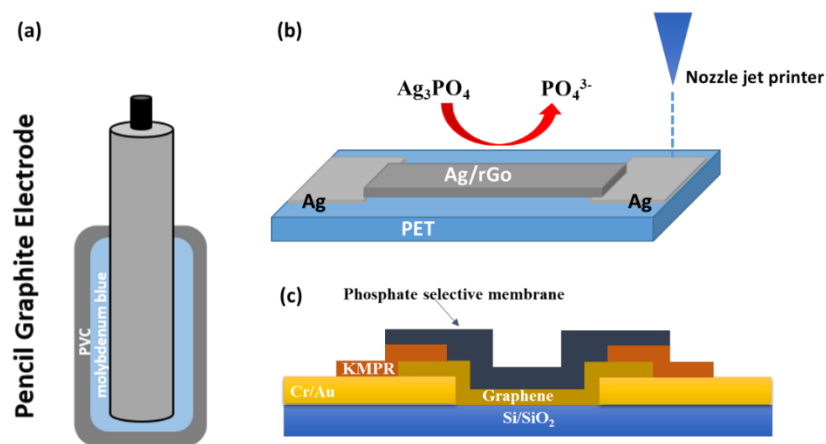 (a)
Pencil Graphite Electrode
PVC
molybdenum blue
(b)
Nozzle jet printer
Ag₃PO₄
PO₄³⁻
Ag/rGo
Ag
Ag
PET
(c)
Phosphate selective membrane
KMPR
Cr/Au
Graphene
Si/SiO₂